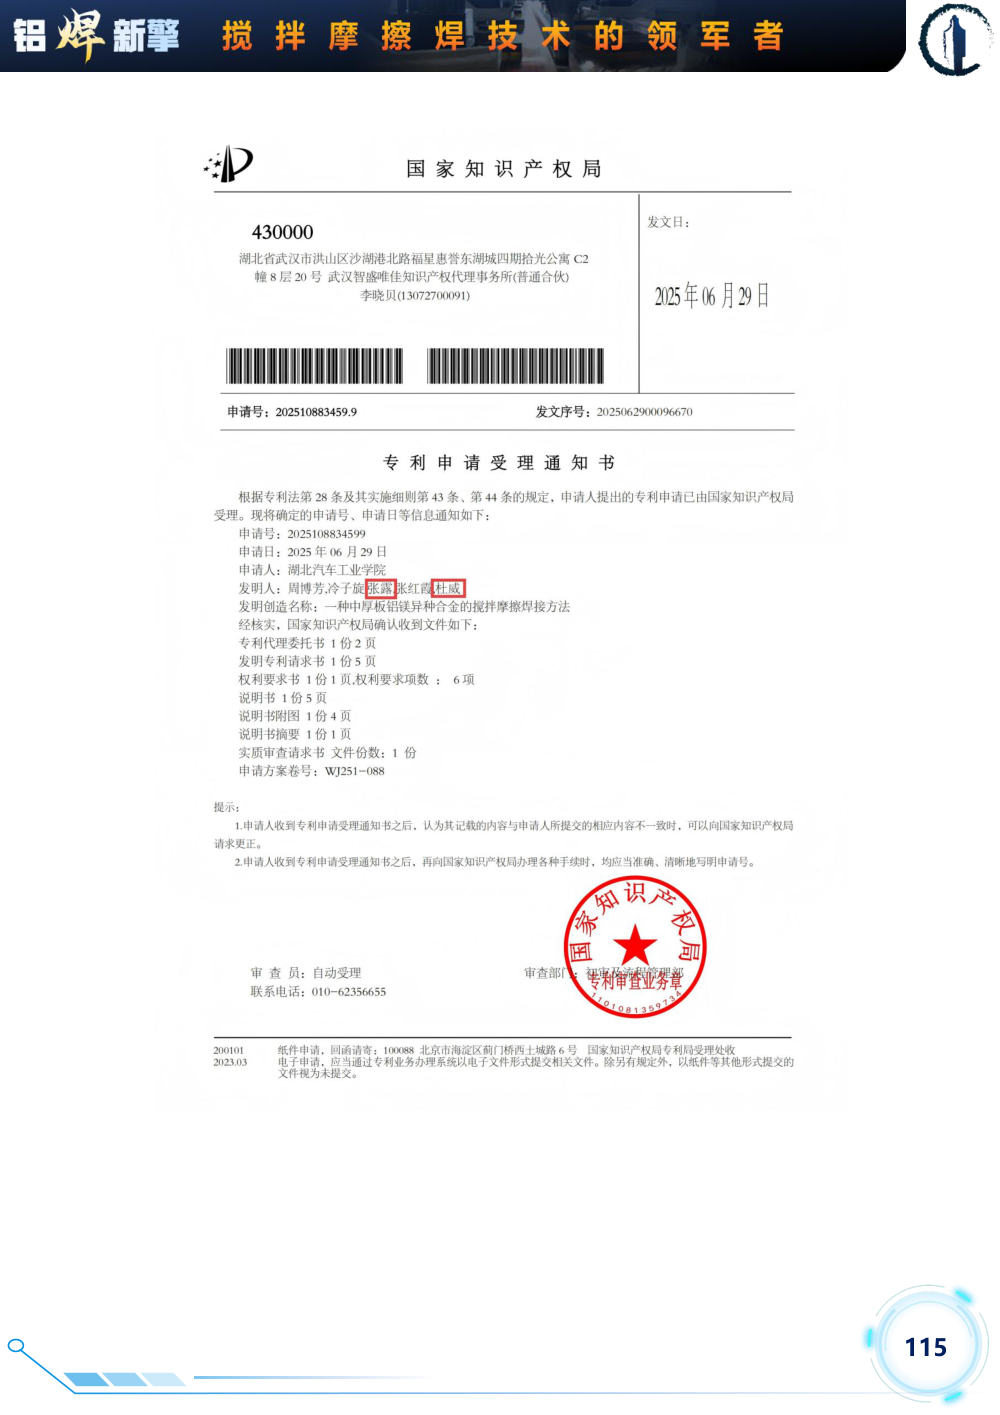 铝焊新擎 搅拌摩擦焊技术的领军者
国家知识产权局
430000
湖北省武汉市洪山区沙湖港北路福星惠誉东湖城四期拾光公寓 C2
幢 8 层 20 号 武汉智盛唯佳知识产权代理事务所(普通合伙)
李晓贝(13072700091)
发文日：
2025 年 06 月 29 日
申请号：202510883459.9
发文序号：2025062900096670
专利申请受理通知书
根据专利法第 28 条及其实施细则第 43 条、第 44 条的规定，申请人提出的专利申请已由国家知识产权局
受理。现将确定的申请号、申请日等信息通知如下：
申请号：2025108834599
申请日：2025 年 06 月 29 日
申请人：湖北汽车工业学院
发明人：周博芳,冷子旋,张露,张红霞,杜威
发明创造名称：一种中厚板铝镁异种合金的搅拌摩擦焊接方法
经核实，国家知识产权局确认收到文件如下：
专利代理委托书 1 份 2 页
发明专利请求书 1 份 5 页
权利要求书 1 份 1 页,权利要求项数 ： 6 项
说明书 1 份 5 页
说明书附图 1 份 4 页
说明书摘要 1 份 1 页
实质审查请求书 文件份数：1 份
申请方案卷号：WJ251-088
提示：
1.申请人收到专利申请受理通知书之后，认为其记载的内容与申请人所提交的相应内容不一致时，可以向国家知识产权局
请求更正。
2.申请人收到专利申请受理通知书之后，再向国家知识产权局办理各种手续时，均应当准确、清晰地写明申请号。
审 查 员：自动受理
联系电话：010-62356655
审查部门：初审及流程管理部
国家知识产权局
专利审查业务章
1101081359734
200101
2023.03
纸件申请，回函请寄：100088 北京市海淀区蓟门桥西土城路 6 号 国家知识产权局专利局受理处收
电子申请，应当通过专利业务办理系统以电子文件形式提交相关文件。除另有规定外，以纸件等其他形式提交的
文件视为未提交。
115